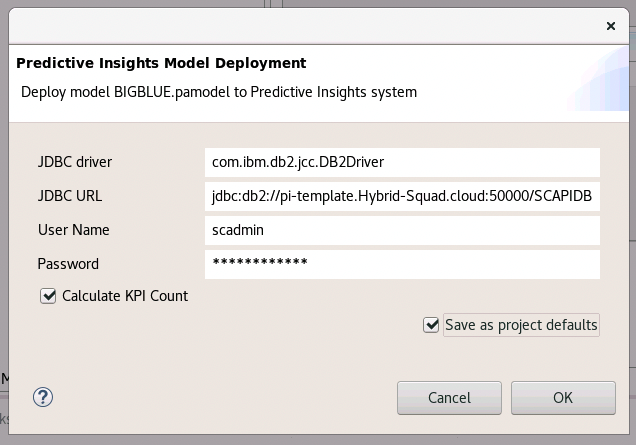 Predictive Insights Model Deployment
Deploy model BIGBLUE.pamodel to Predictive Insights system
JDBC driver com.ibm.db2.jcc.DB2Driver
JDBC URL jdbc:db2://pi-template.Hybrid-Squad.cloud:50000/SCAPIDB
User Name scadmin
Password ************
Calculate KPI Count
Save as project defaults
Cancel OK